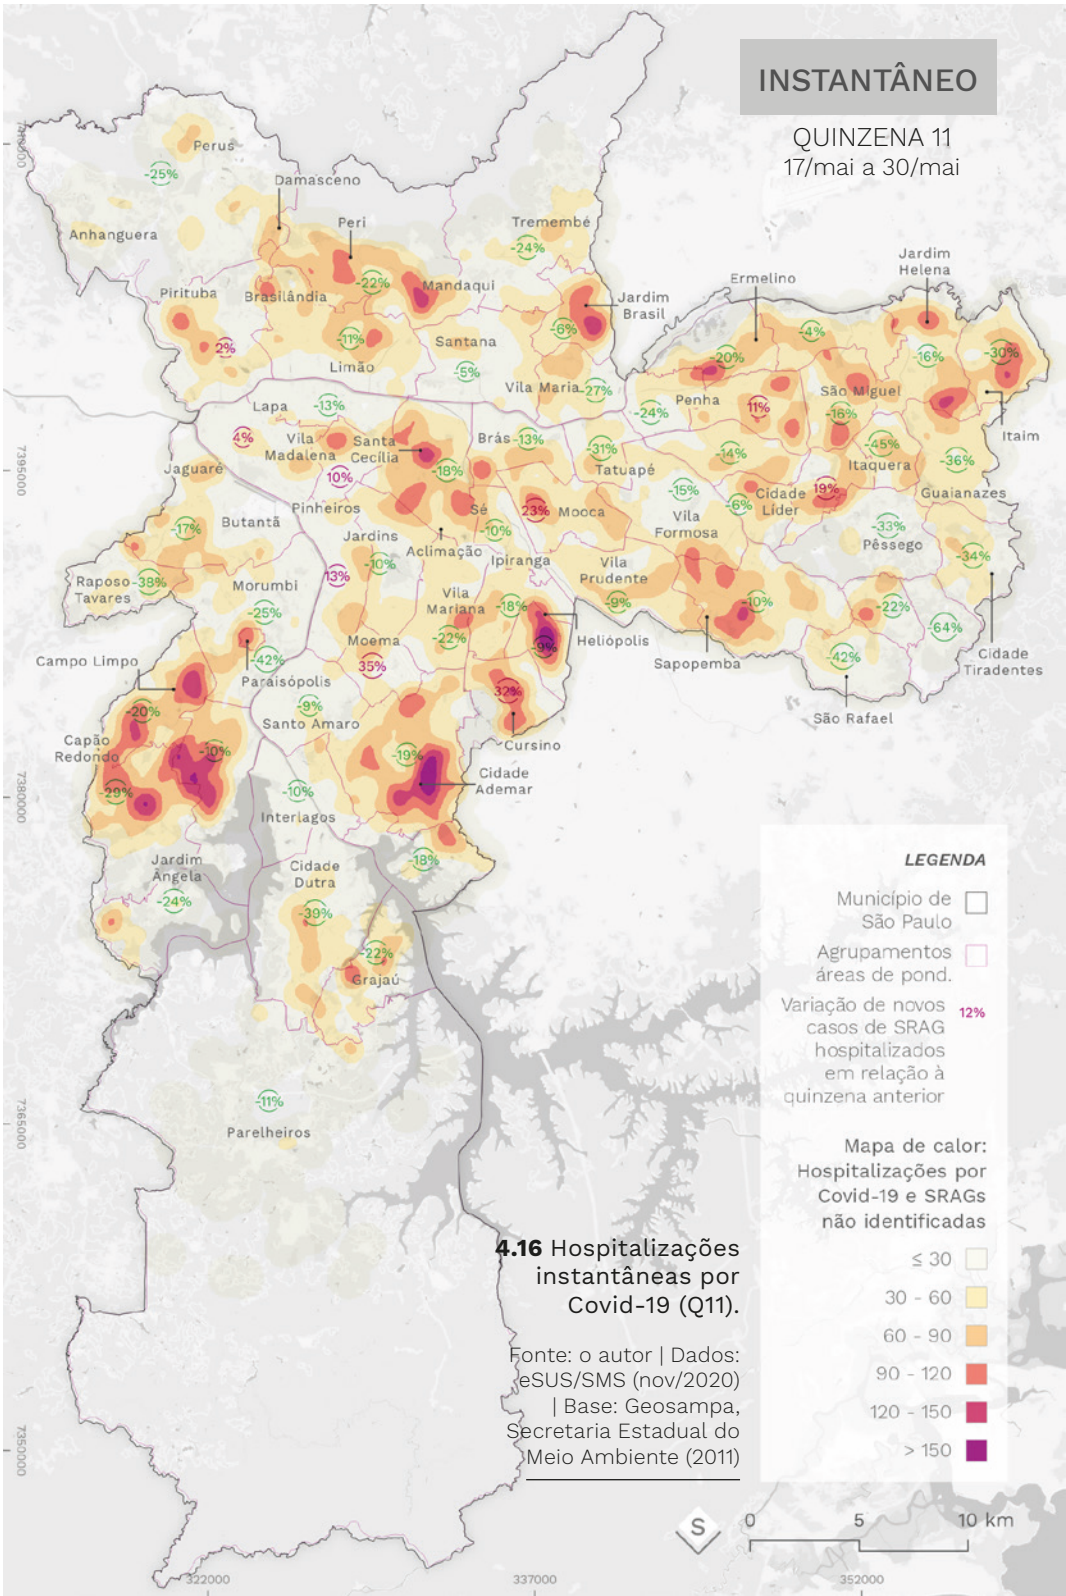 INSTANTÂNEO
QUINZENA 11
17/mai a 30/mai
Perus
-25%
Damasceno
Anhanguera
Peri
Tremembé
-24%
Jardim
Helena
Ermelino
Pirituba
Brasilândia
-22%
Mandaqui
Jardim
Brasil
2%
-11%
Limão
Santana
-5%
-6%
-4%
-20%
-16%
-30%
Vila Maria
-27%
Lapa
-13%
-24%
Penha
11%
São Miguel
-16%
Itaim
4%
Vila
Madalena
Santa
Cecília
Brás
-13%
-31%
Tatuapé
-14%
-45%
Itaquera
-36%
Jaguaré
10%
-18%
Pinheiros
Sé
23%
Mooca
-15%
Vila
Formosa
-6%
Cidade
Líder
19%
Guaianazes
-17%
Butantã
Jardins
Aclimação
-10%
Ipiranga
-33%
Pêssego
-34%
Raposo
Tavares
-38%
Morumbi
-25%
13%
-10%
Vila
Mariana
-18%
Vila
Prudente
-9%
-10%
-22%
-64%
Moema
35%
-22%
-9%
Heliópolis
Sapopemba
-42%
Cidade
Tiradentes
Campo Limpo
-42%
Paraisópolis
São Rafael
-20%
-9%
Santo Amaro
32%
Cursino
Capão
Redondo
-10%
-29%
-19%
Cidade
Ademar
-10%
Interlagos
Jardim
Ângela
-24%
Cidade
Dutra
-39%
-18%
-22%
Grajaú
-11%
Parelheiros
7395000
7380000
7365000
7350000
322000
337000
352000
LEGENDA
Município de
São Paulo
Agrupamentos
áreas de pond.
Variação de novos
casos de SRAG
hospitalizados
em relação à
quinzena anterior
12%
Mapa de calor:
Hospitalizações por
Covid-19 e SRAGs
não identificadas
≤ 30
30 - 60
60 - 90
90 - 120
120 - 150
> 150
4.16 Hospitalizações
instantâneas por
Covid-19 (Q11).
Fonte: o autor | Dados:
eSUS/SMS (nov/2020)
| Base: Geosampa,
Secretaria Estadual do
Meio Ambiente (2011)
S
0 5 10 km